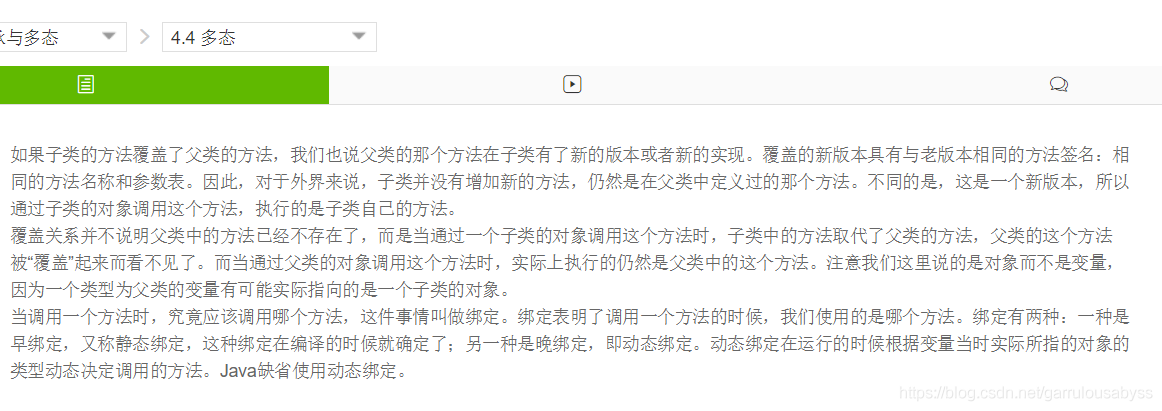 承与多态
4.4 多态
如果子类的方法覆盖了父类的方法，我们也说父类的那个方法在子类有了新的版本或者新的实现。覆盖的新版本具有与老版本相同的方法签名：相
同的方法名称和参数表。因此，对于外界来说，子类并没有增加新的方法，仍然是在父类中定义过的那个方法。不同的是，这是一个新版本，所以
通过子类的对象调用这个方法，执行的是子类自己的方法。
覆盖关系并不说明父类中的方法已经不存在了，而是当通过一个子类的对象调用这个方法时，子类中的方法取代了父类的方法，父类的这个方法
被“覆盖”起来而看不见了。而当通过父类的对象调用这个方法时，实际上执行的仍然是父类中的这个方法。注意我们这里说的是对象而不是变量，
因为一个类型为父类的变量有可能实际指向的是一个子类的对象。
当调用一个方法时，究竟应该调用哪个方法，这件事情叫做绑定。绑定表明了调用一个方法的时候，我们使用的是哪个方法。绑定有两种：一种是
早绑定，又称静态绑定，这种绑定在编译的时候就确定了；另一种是晚绑定，即动态绑定。动态绑定在运行的时候根据变量当时实际所指的对象的
类型动态决定调用的方法。Java缺省使用动态绑定。
https://blog.csdn.net/garrulousabyss